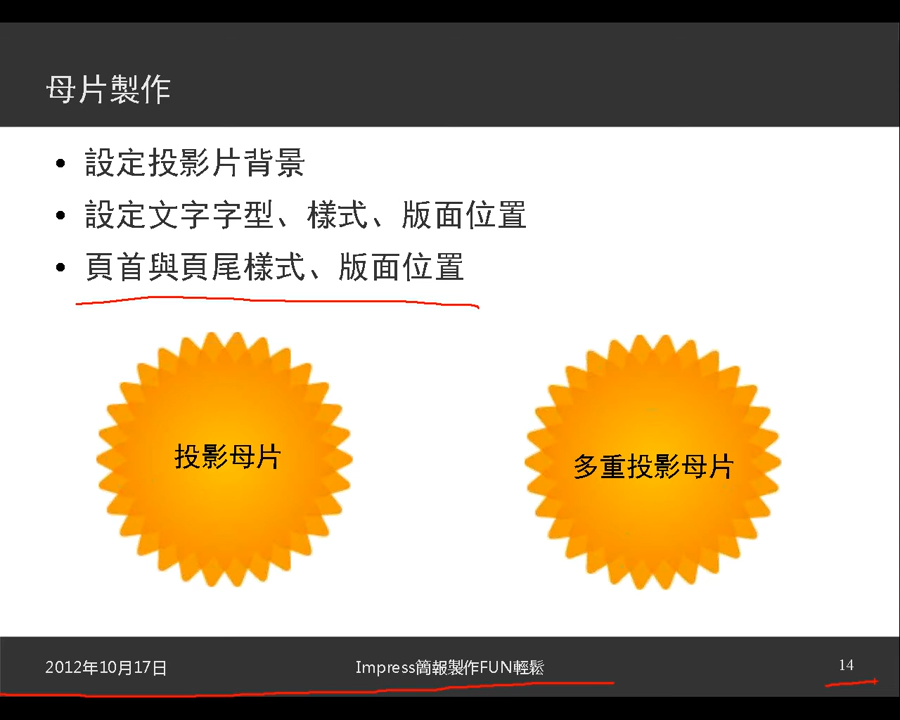 母片製作
• 設定投影片背景
• 設定文字字型、樣式、版面位置
• 頁首與頁尾樣式、版面位置
投影母片
多重投影母片
2012年10月17日
Impress簡報製作FUN輕鬆
14